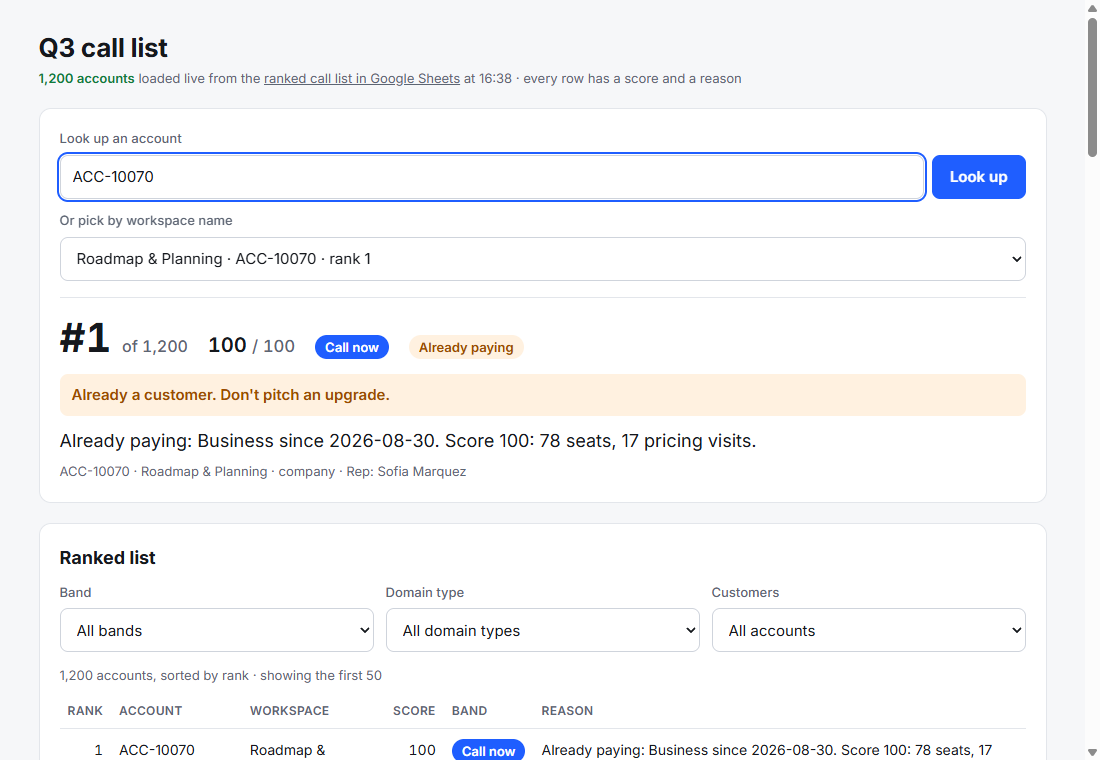 Q3 call list
1,200 accounts loaded live from the ranked call list in Google Sheets at 16:38 · every row has a score and a reason
Look up an account
ACC-10070
Look up
Or pick by workspace name
Roadmap & Planning · ACC-10070 · rank 1
#1 of 1,200 100 / 100 Call now Already paying
Already a customer. Don't pitch an upgrade.
Already paying: Business since 2026-08-30. Score 100: 78 seats, 17 pricing visits.
ACC-10070 · Roadmap & Planning · company · Rep: Sofia Marquez
Ranked list
Band Domain type Customers
All bands All domain types All accounts
1,200 accounts, sorted by rank · showing the first 50
RANK ACCOUNT WORKSPACE SCORE BAND REASON
1 ACC-10070 Roadmap & 100 Call now Already paying: Business since 2026-08-30. Score 100: 78 seats, 17